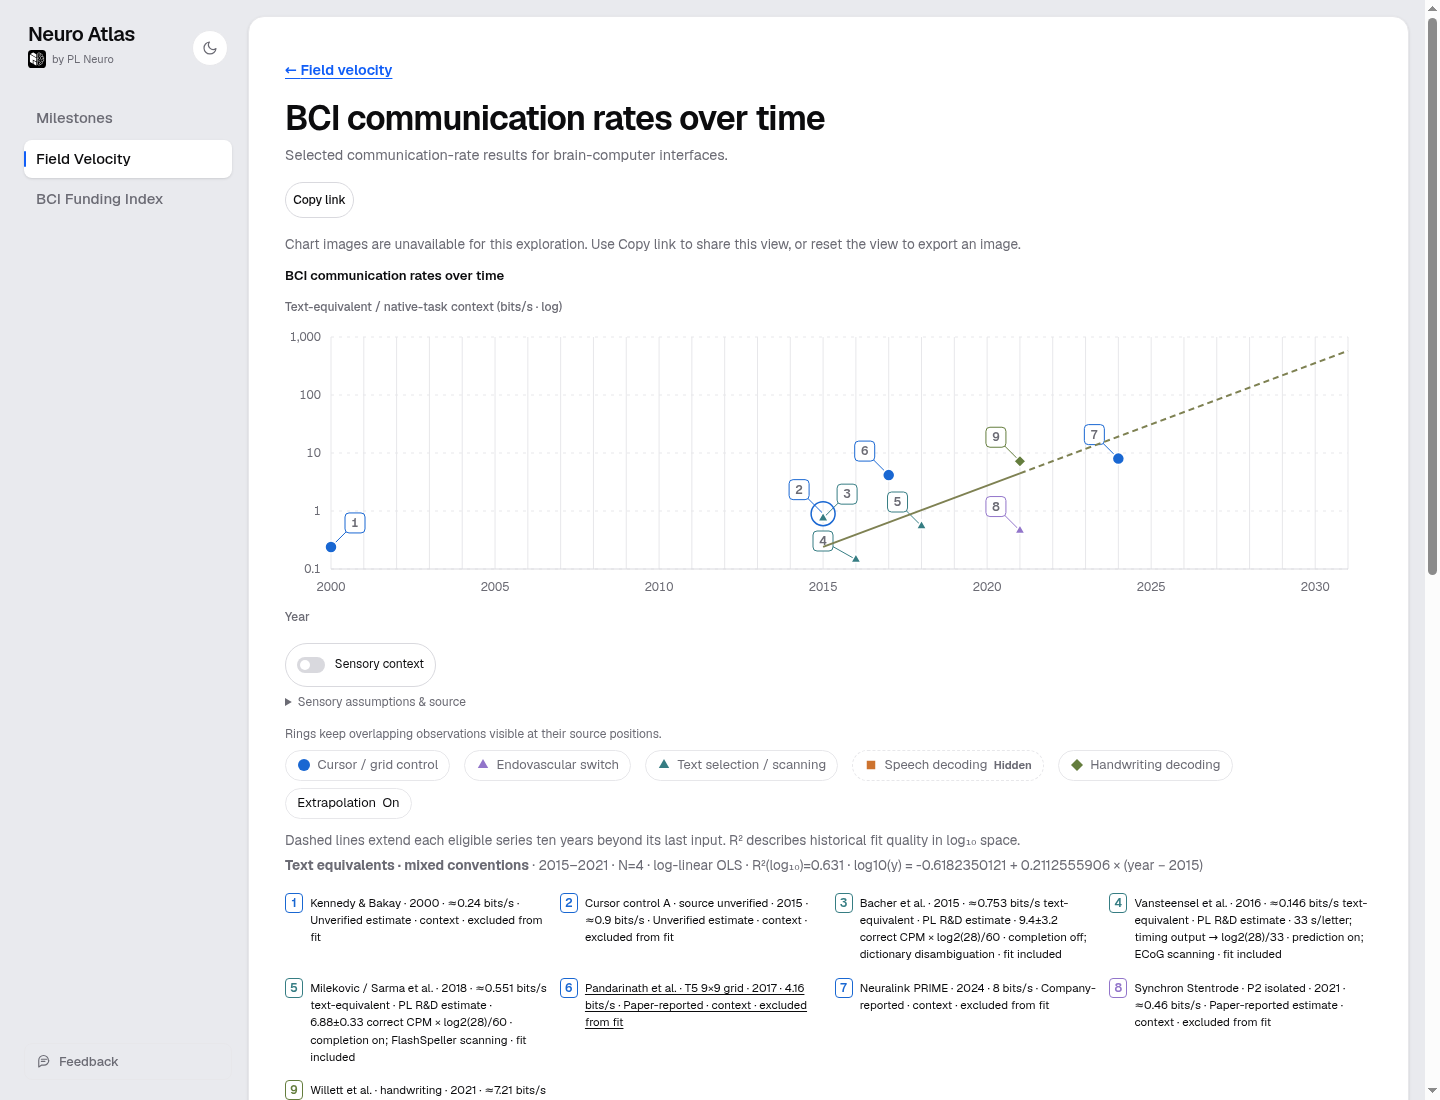 Neuro Atlas
by PL Neuro
Milestones
Field Velocity
BCI Funding Index
Feedback
← Field velocity
BCI communication rates over time
Selected communication-rate results for brain-computer interfaces.
Copy link
Chart images are unavailable for this exploration. Use Copy link to share this view, or reset the view to export an image.
BCI communication rates over time
Text-equivalent / native-task context (bits/s · log)
1,000
100
10
1
0.1
1
2
3
4
5
6
7
8
9
2000
2005
2010
2015
2020
2025
2030
Year
Sensory context
▶ Sensory assumptions & source
Rings keep overlapping observations visible at their source positions.
Cursor / grid control
Endovascular switch
Text selection / scanning
Speech decoding Hidden
Handwriting decoding
Extrapolation On
Dashed lines extend each eligible series ten years beyond its last input. R² describes historical fit quality in log₁₀ space.
Text equivalents · mixed conventions · 2015–2021 · N=4 · log-linear OLS · R²(log₁₀)=0.631 · log10(y) = -0.6182350121 + 0.2112555906 × (year − 2015)
1
Kennedy & Bakay · 2000 · ≈0.24 bits/s ·
Unverified estimate · context · excluded from
fit
2
Cursor control A · source unverified · 2015 ·
≈0.9 bits/s · Unverified estimate · context ·
excluded from fit
3
Bacher et al. · 2015 · ≈0.753 bits/s text-
equivalent · PL R&D estimate · 9.4±3.2
correct CPM × log2(28)/60 · completion off;
dictionary disambiguation · fit included
4
Vansteensel et al. · 2016 · ≈0.146 bits/s text-
equivalent · PL R&D estimate · 33 s/letter;
timing output → log2(28)/33 · prediction on;
ECoG scanning · fit included
5
Milekovic / Sarma et al. · 2018 · ≈0.551 bits/s
text-equivalent · PL R&D estimate ·
6.88±0.33 correct CPM × log2(28)/60 ·
completion on; FlashSpeller scanning · fit
included
6
Pandarinath et al. · T5 9×9 grid · 2017 · 4.16
bits/s · Paper-reported · context · excluded
from fit
7
Neuralink PRIME · 2024 · 8 bits/s · Company-
reported · context · excluded from fit
8
Synchron Stentrode · P2 isolated · 2021 ·
≈0.46 bits/s · Paper-reported estimate ·
context · excluded from fit
9
Willett et al. · handwriting · 2021 · ≈7.21 bits/s